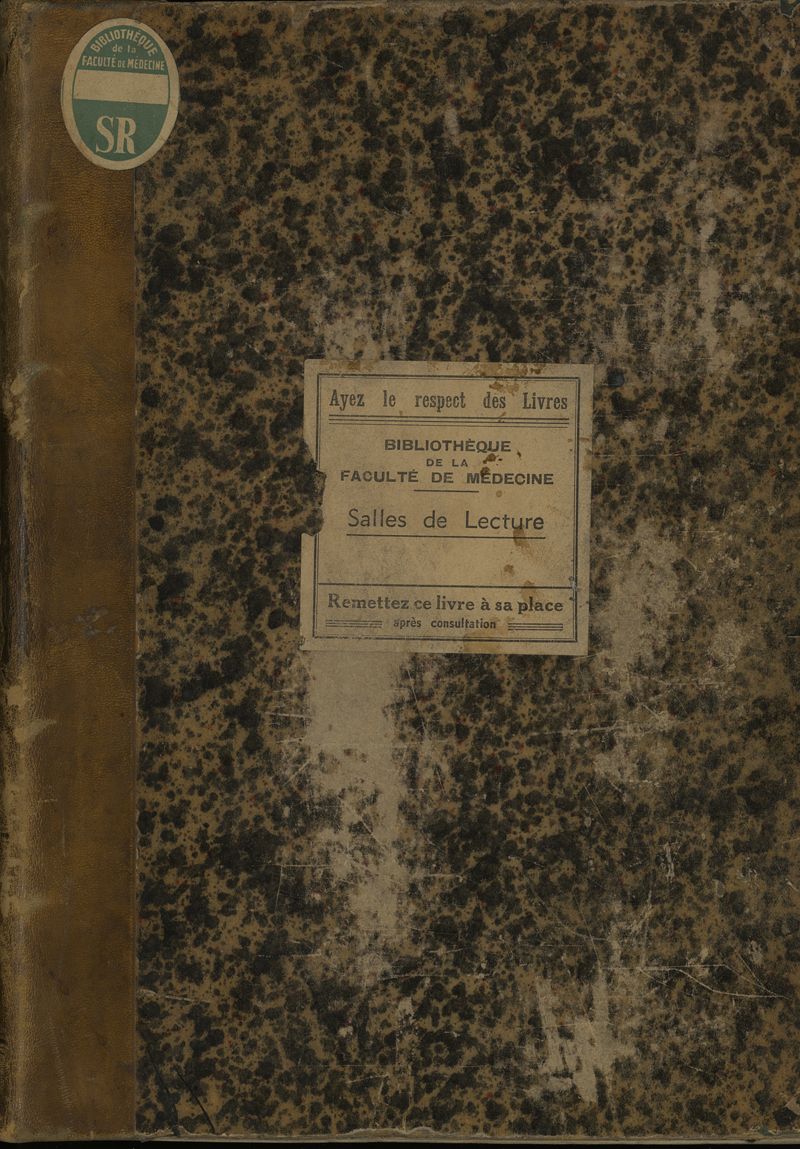 BIBLIOTHÈQUE
de la
FACULTÉ DE MÉDECINE
SR
Ayez le respect des Livres
BIBLIOTHÈQUE
DE LA
FACULTÉ DE MÉDECINE
Salles de Lecture
Remettez ce livre à sa place
après consultation